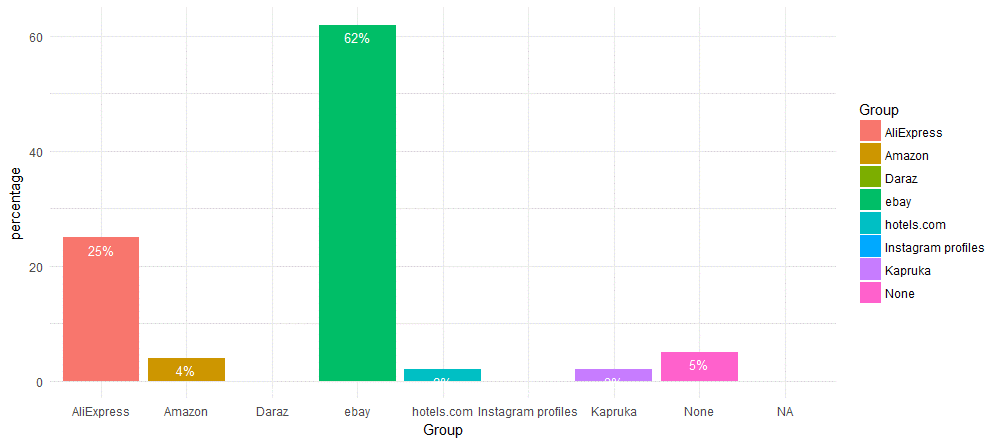 percentage
60
40
20
0
25%
4%
62%
5%
AliExpress
Amazon
Daraz
ebay
hotels.com
Instagram profiles
Kapruka
None
NA
Group
Group
AliExpress
Amazon
Daraz
ebay
hotels.com
Instagram profiles
Kapruka
None